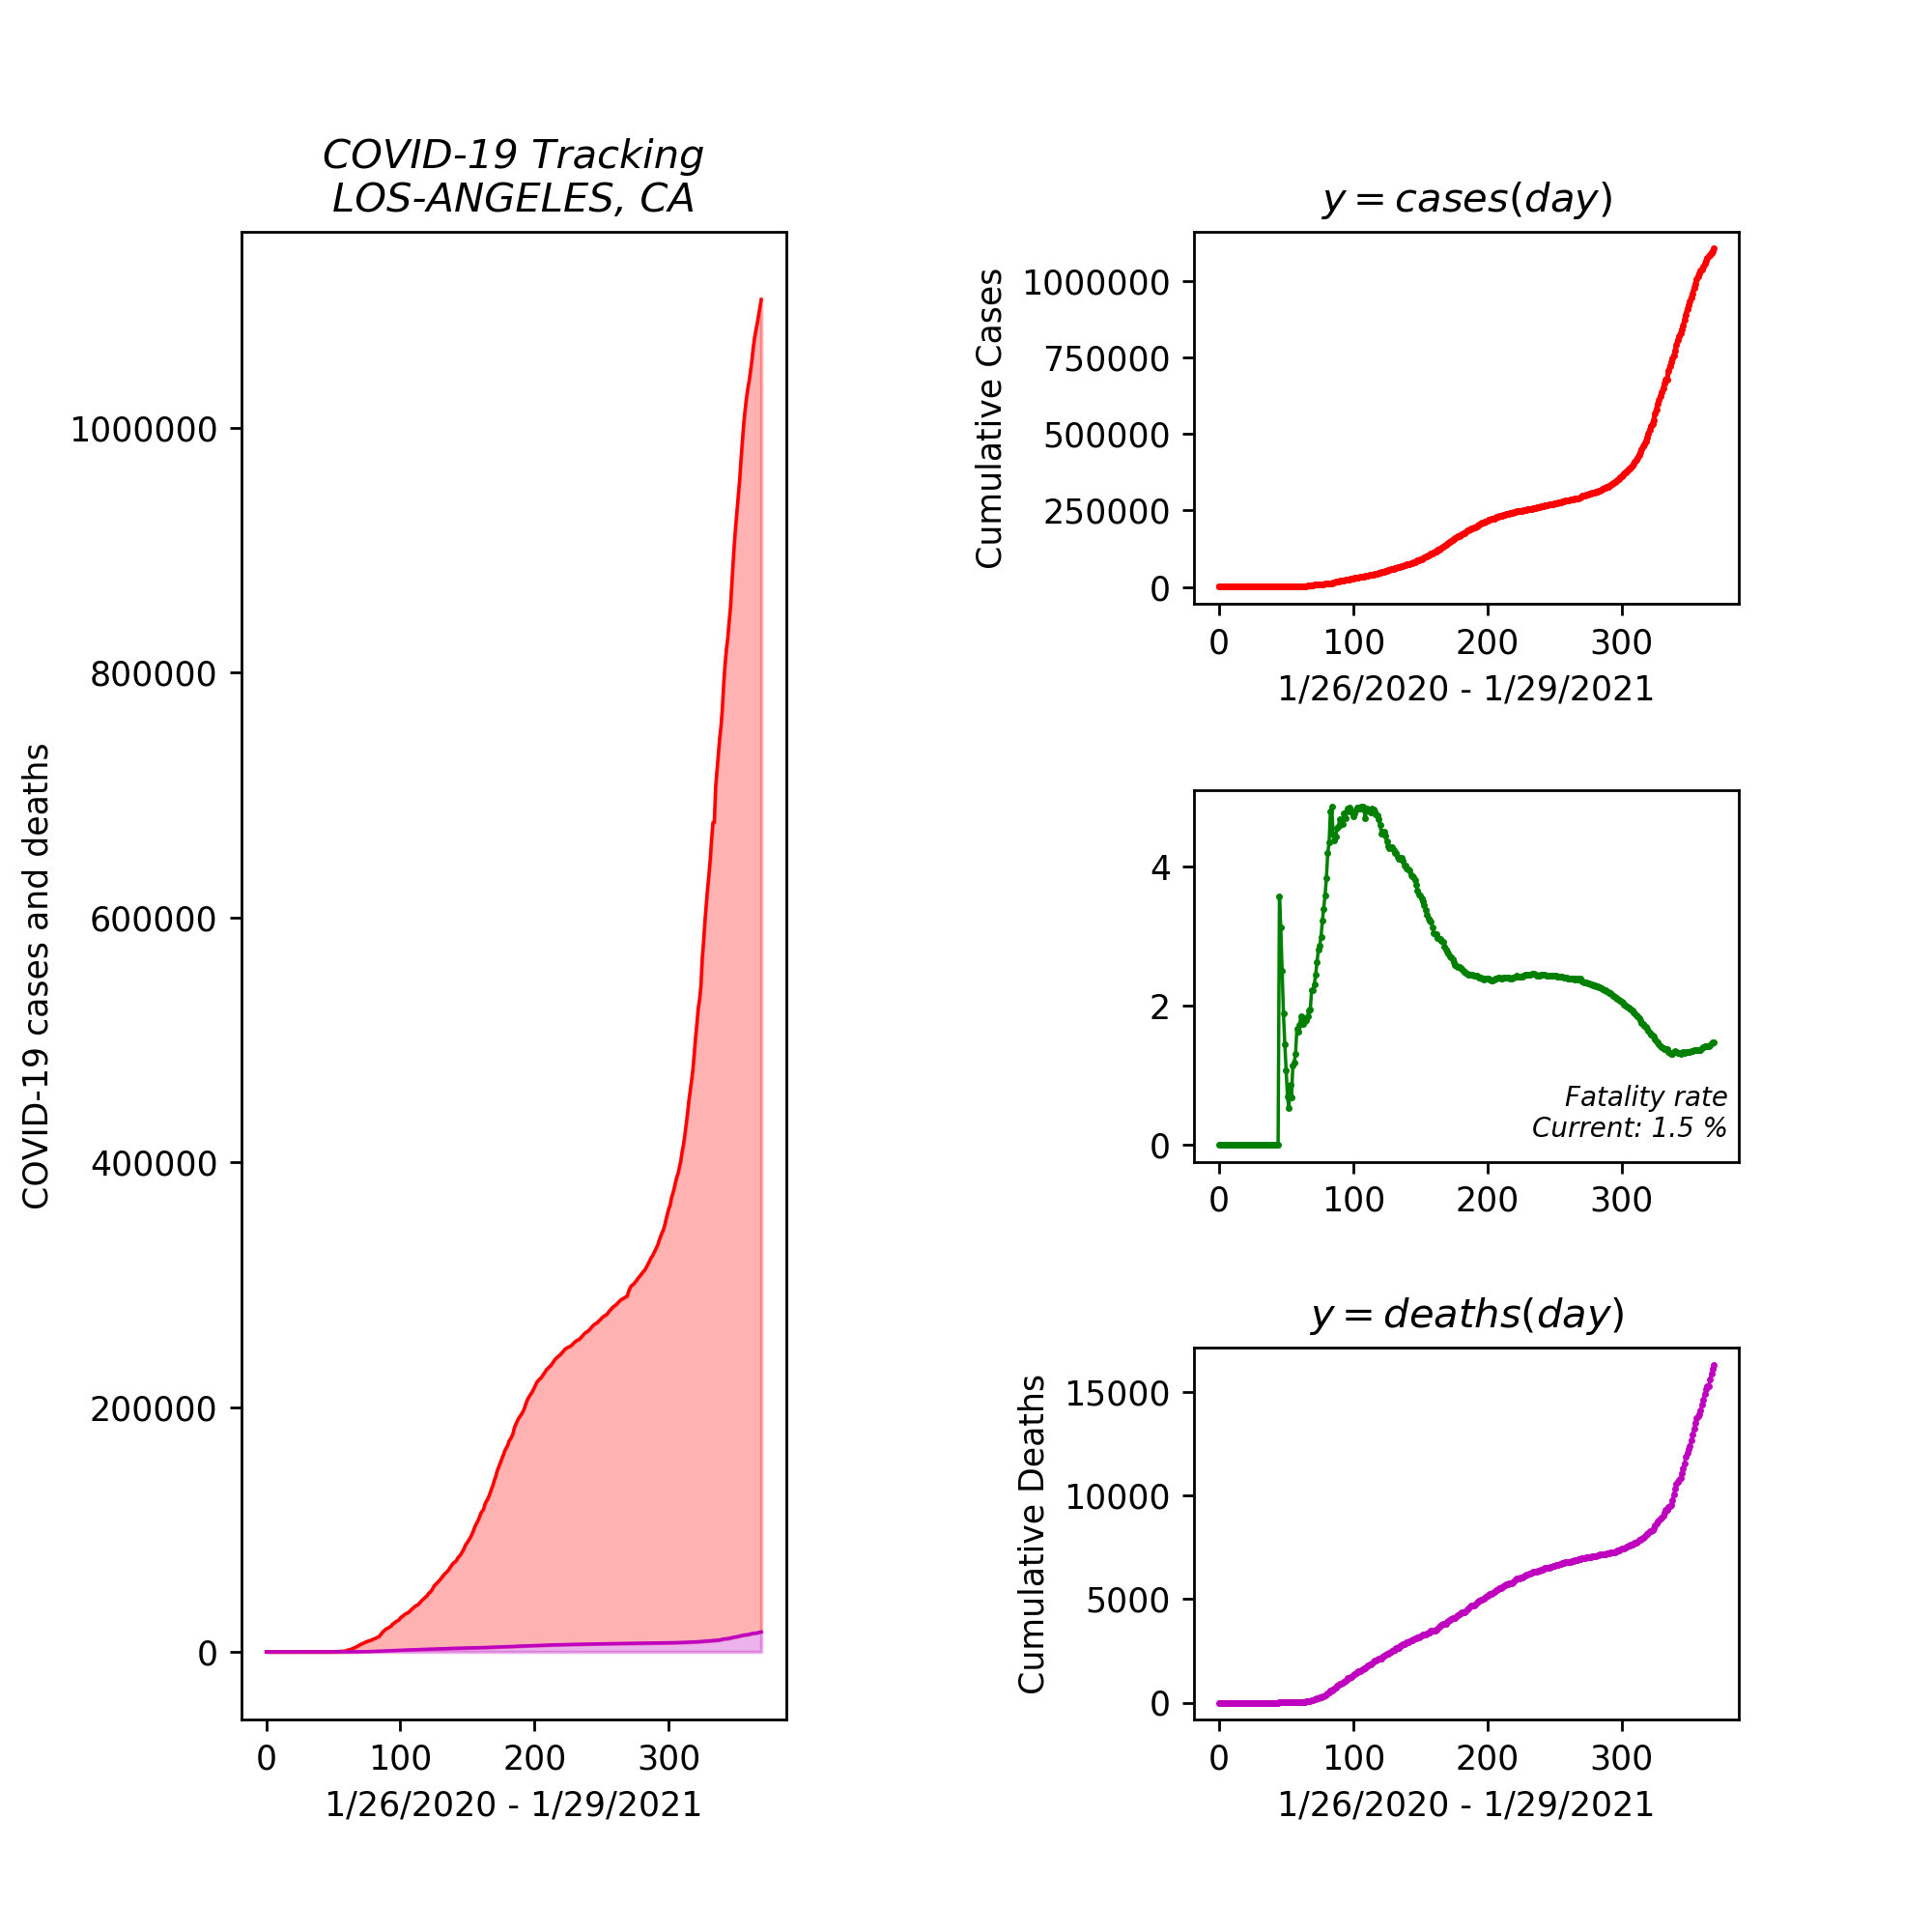 COVID-19 Tracking
LOS-ANGELES, CA
COVID-19 cases and deaths
1000000
800000
600000
400000
200000
0
0 100 200 300
1/26/2020 - 1/29/2021
y = cases(day)
Cumulative Cases
1000000
750000
500000
250000
0
0 100 200 300
1/26/2020 - 1/29/2021
4
2
0
Fatality rate
Current: 1.5 %
0 100 200 300
y = deaths(day)
Cumulative Deaths
15000
10000
5000
0
0 100 200 300
1/26/2020 - 1/29/2021